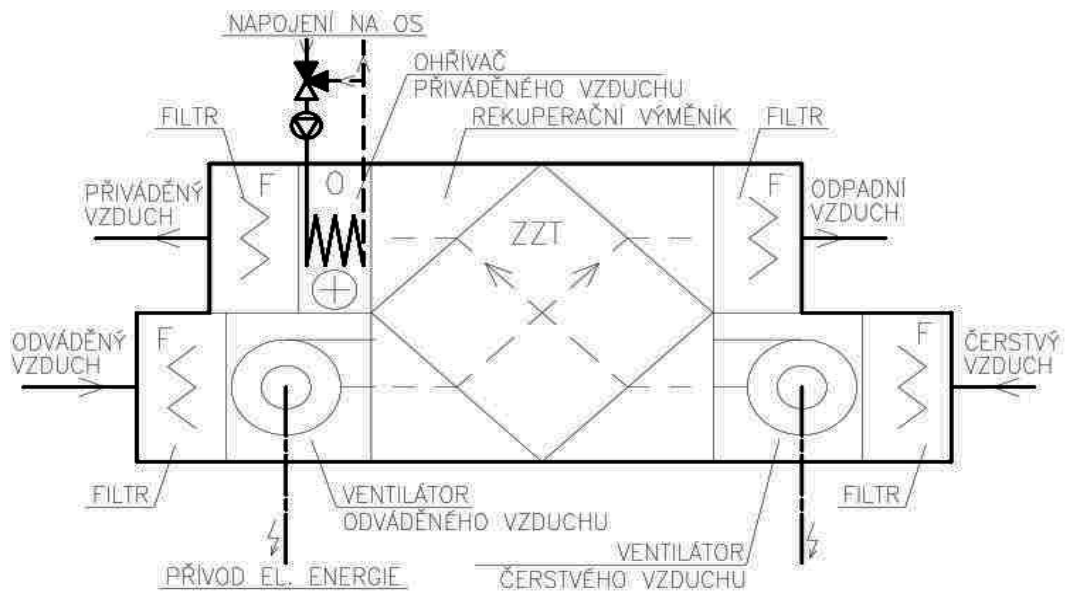 NAPOJENÍ NA OS
OHŘÍVAČ
PŘIVÁDĚNÉHO VZDUCHU
FILTR
REKUPERAČNÍ VÝMĚNÍK
FILTR
F
O
F
PŘIVÁDĚNÝ
VZDUCH
ODPADNÍ
VZDUCH
ZZT
ODVÁDĚNÝ
VZDUCH
F
F
ČERSTVÝ
VZDUCH
FILTR
VENTILÁTOR
ODVÁDĚNÉHO VZDUCHU
FILTR
VENTILÁTOR
ČERSTVÉHO VZDUCHU
PŘÍVOD EL. ENERGIE